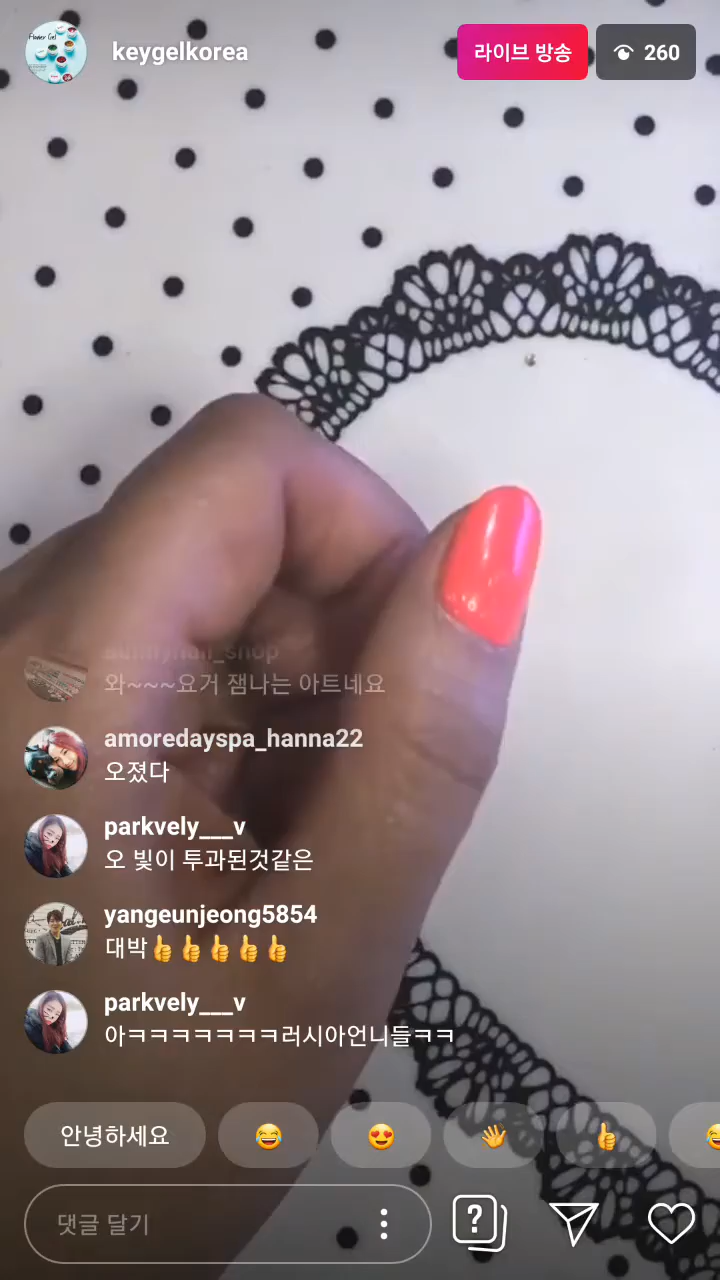 keygelkorea
라이브 방송
260
와~~~요거 잼나는 아트네요
amoredayspa_hanna22
오졌다
parkvely___v
오 빛이 투과된것같은
yangeunjeong5854
대박👍👍👍👍👍
parkvely___v
아ㅋㅋㅋㅋㅋㅋㅋ러시아언니들ㅋㅋ
안녕하세요 😂 😍 👋 👍 😂
댓글 달기
?